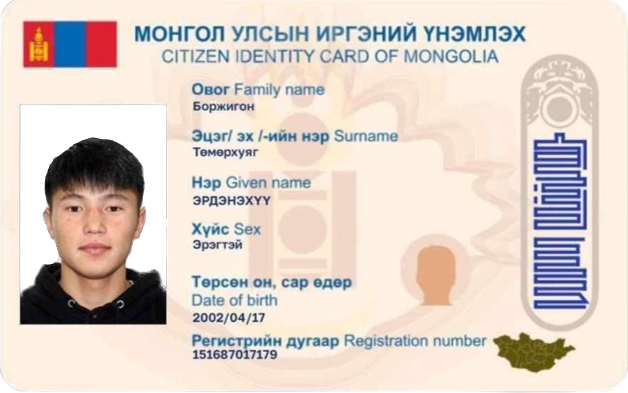 МОНГОЛ УЛСЫН ИРГЭНИЙ ҮНЭМЛЭХ
CITIZEN IDENTITY CARD OF MONGOLIA
Овог Family name
Боржигон
Эцэг/ эх /-ийн нэр Surname
Төмөрхуяг
Нэр Given name
ЭРДЭНЭХҮҮ
Хүйс Sex
Эрэгтэй
Төрсөн он, сар өдөр
Date of birth
2002/04/17
Регистрийн дугаар Registration number
151687017179